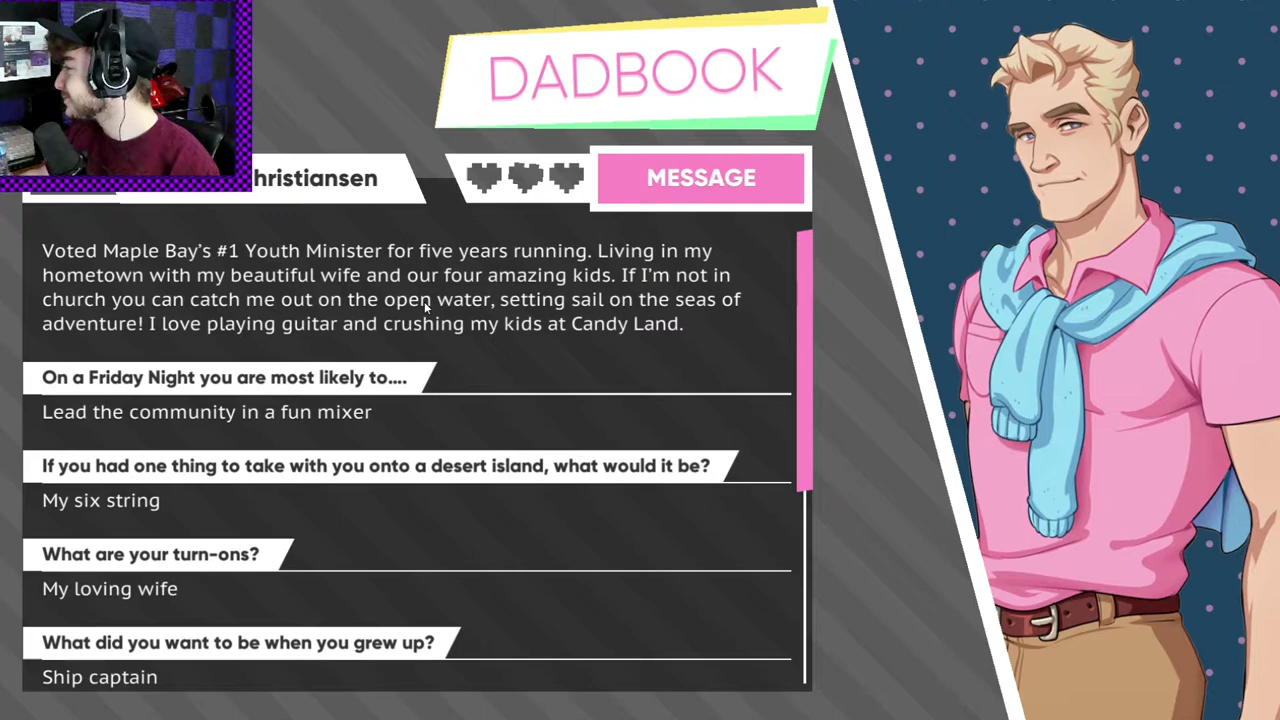 DADBOOK
hristiansen
MESSAGE
Voted Maple Bay's #1 Youth Minister for five years running. Living in my
hometown with my beautiful wife and our four amazing kids. If I'm not in
church you can catch me out on the open water, setting sail on the seas of
adventure! I love playing guitar and crushing my kids at Candy Land.
On a Friday Night you are most likely to....
Lead the community in a fun mixer
If you had one thing to take with you onto a desert island, what would it be?
My six string
What are your turn-ons?
My loving wife
What did you want to be when you grew up?
Ship captain